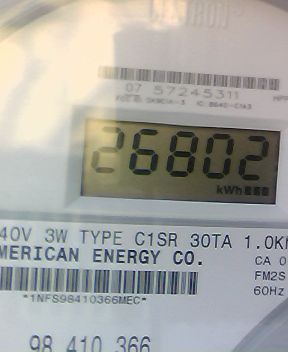 07 57245311
26802
kWh
40V 3W TYPE C1SR 30TA 1.0K
MERICAN ENERGY CO.
CA 0
FM2S
*1NFS98410366MEC*
60Hz
98 410 366